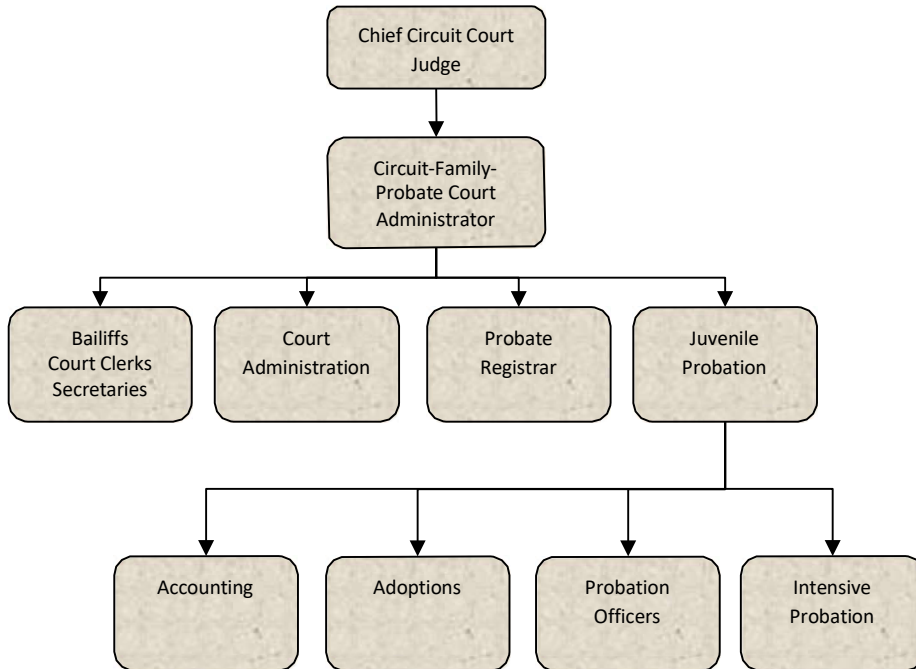 Chief Circuit Court
Judge
Circuit-Family-
Probate Court
Administrator
Bailiffs
Court Clerks
Secretaries
Court
Administration
Probate
Registrar
Juvenile
Probation
Accounting
Adoptions
Probation
Officers
Intensive
Probation